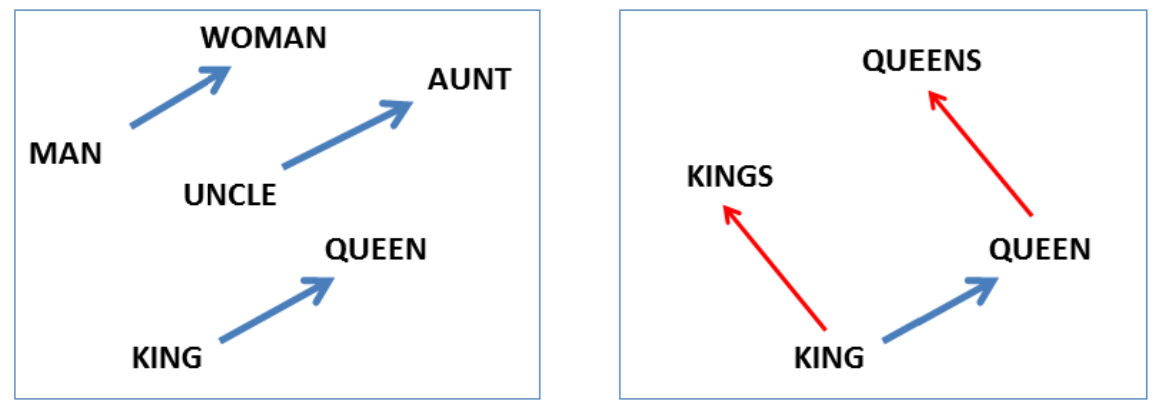 WOMAN
AUNT
MAN
UNCLE
QUEEN
KING
QUEENS
KINGS
QUEEN
KING